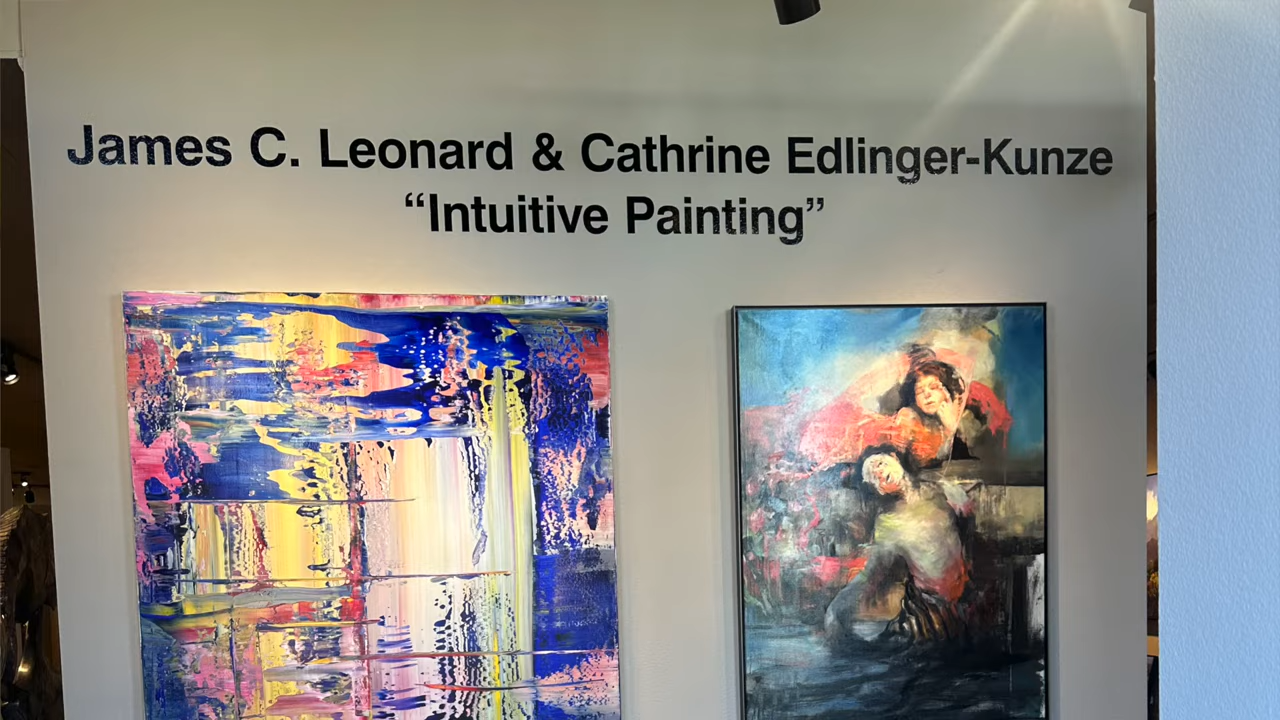 James C. Leonard & Cathrine Edlinger-Kunze
“Intuitive Painting”